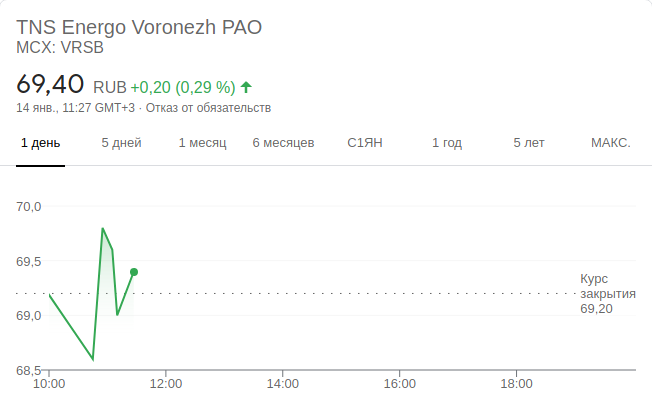 TNS Energo Voronezh PAO
MCX: VRSB
69,40 RUB +0,20 (0,29 %)
14 янв., 11:27 GMT+3 · Отказ от обязательств
1 день 5 дней 1 месяц 6 месяцев С1ЯН 1 год 5 лет МАКС.
70,0
69,5
Курс
закрытия
69,20
69,0
68,5
10:00 12:00 14:00 16:00 18:00